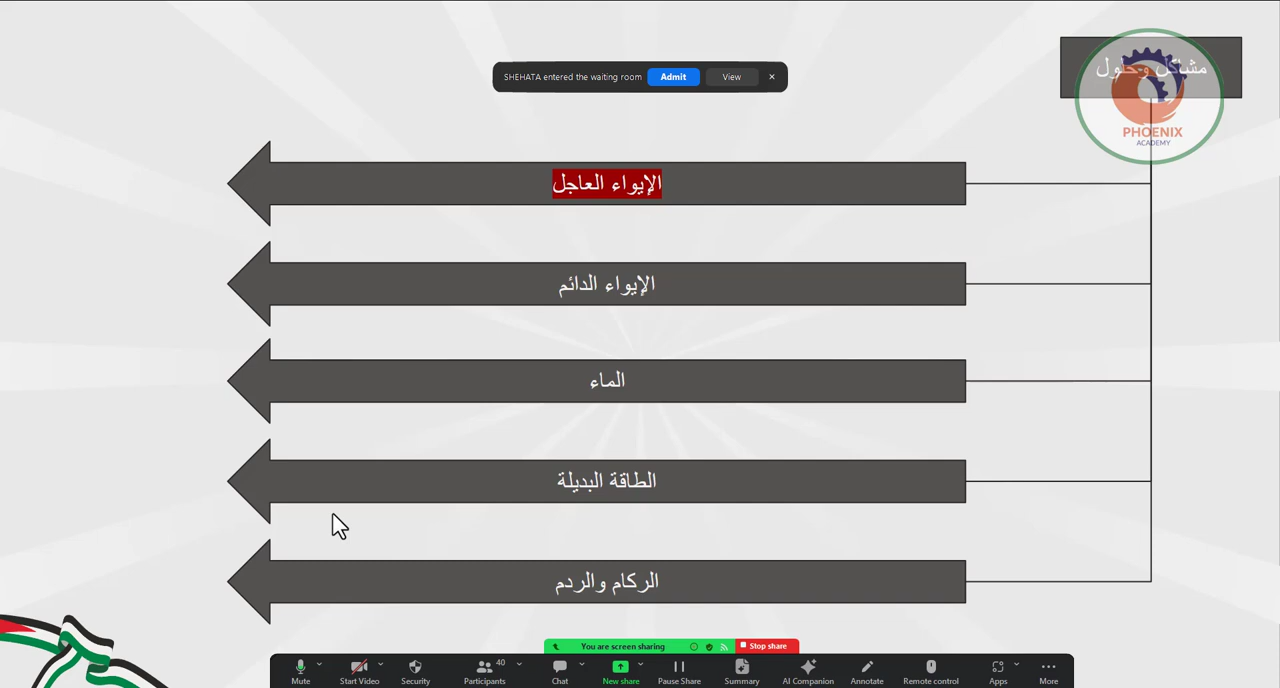 مشاكل وحلول
PHOENIX
ACADEMY
SHEHATA entered the waiting room Admit View
الإيواء العاجل
الإيواء الدائم
الماء
الطاقة البديلة
الركام والردم
You are screen sharing Stop share
40
Mute Start Video Security Participants Chat New share Pause Share Summary AI Companion Annotate Remote control Apps More